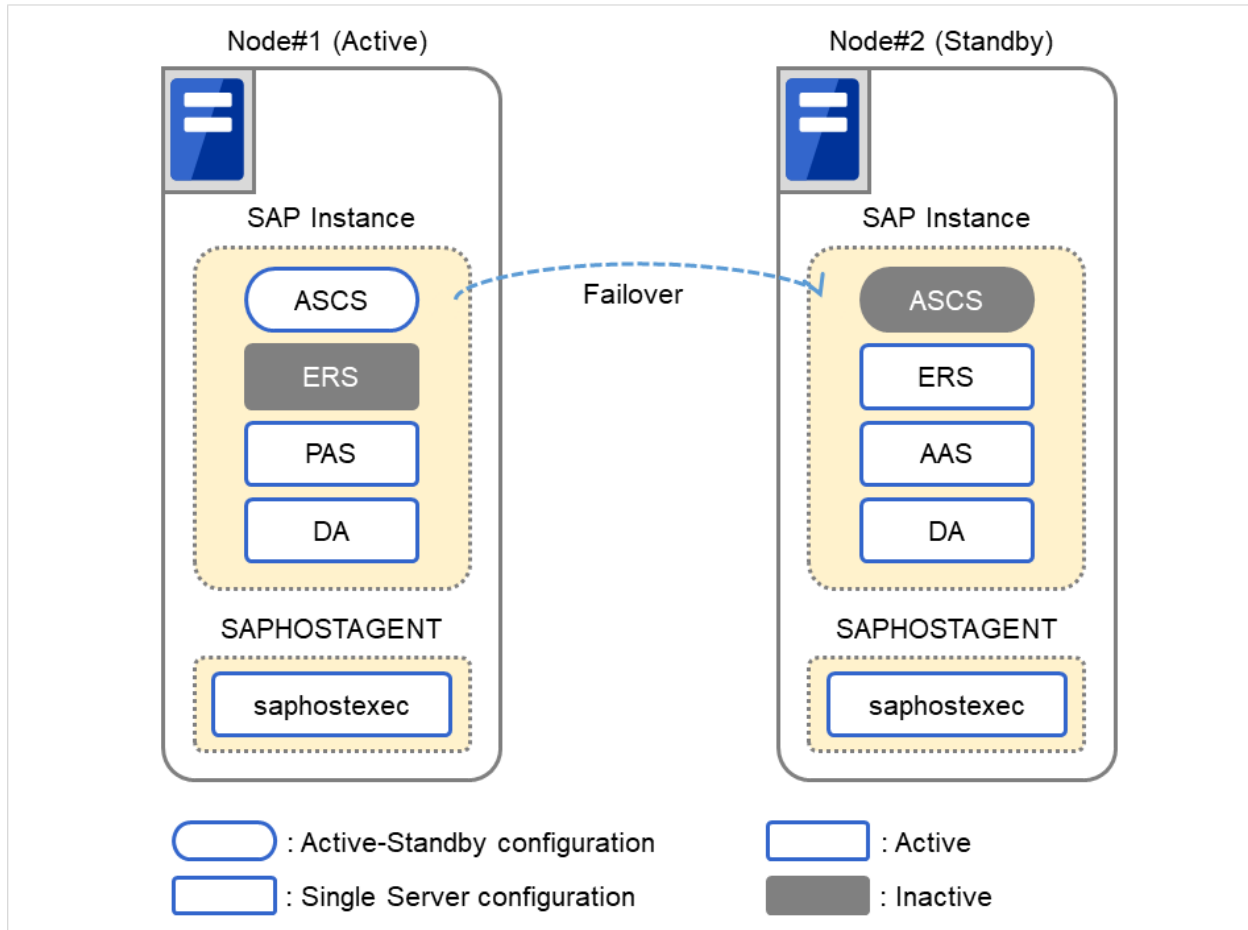 Node#1 (Active)
Node#2 (Standby)
SAP Instance
SAP Instance
ASCS
Failover
ASCS
ERS
ERS
PAS
AAS
DA
DA
SAPHOSTAGENT
SAPHOSTAGENT
saphostexec
saphostexec
: Active-Standby configuration
: Active
: Single Server configuration
: Inactive